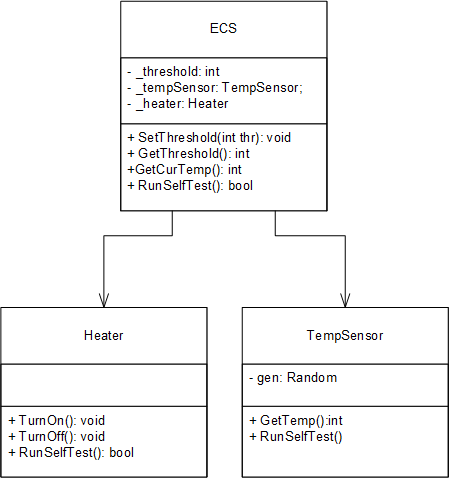 ECS
- _threshold: int
- _tempSensor: TempSensor;
- _heater: Heater
+ SetThreshold(int thr): void
+ GetThreshold(): int
+GetCurTemp(): int
+ RunSelfTest(): bool
Heater
+ TurnOn(): void
+ TurnOff(): void
+ RunSelfTest(): bool
TempSensor
- gen: Random
+ GetTemp():int
+ RunSelfTest()